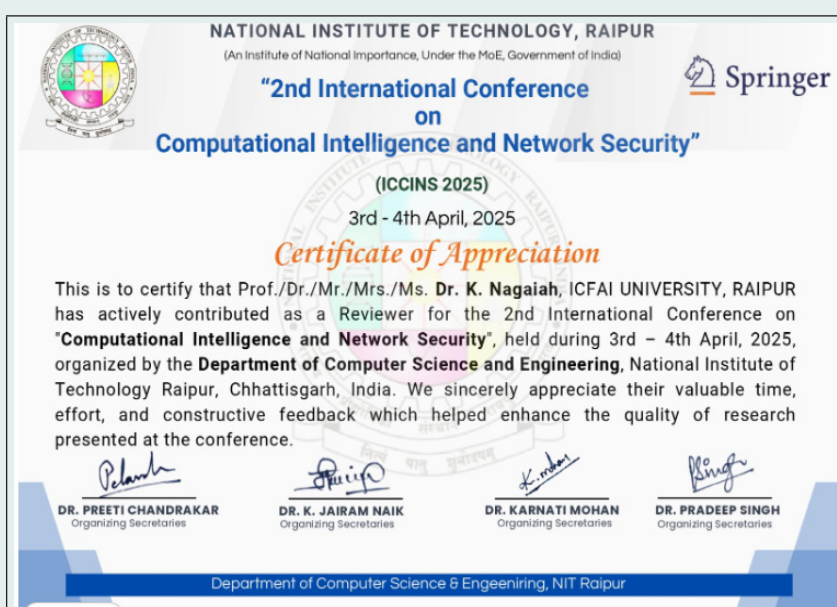 NATIONAL INSTITUTE OF TECHNOLOGY, RAIPUR
(An Institute of National Importance, Under the MoE, Government of India)
Springer
“2nd International Conference
on
Computational Intelligence and Network Security”
(ICCINS 2025)
3rd - 4th April, 2025
Certificate of Appreciation
This is to certify that Prof./Dr./Mr./Mrs./Ms. Dr. K. Nagaiah, ICFAI UNIVERSITY, RAIPUR
has actively contributed as a Reviewer for the 2nd International Conference on
"Computational Intelligence and Network Security", held during 3rd – 4th April, 2025,
organized by the Department of Computer Science and Engineering, National Institute of
Technology Raipur, Chhattisgarh, India. We sincerely appreciate their valuable time,
effort, and constructive feedback which helped enhance the quality of research
presented at the conference.
K. mohan
PSingh
DR. PREETI CHANDRAKAR
Organizing Secretaries
DR. K. JAIRAM NAIK
Organizing Secretaries
DR. KARNATI MOHAN
Organizing Secretaries
DR. PRADEEP SINGH
Organizing Secretaries
Department of Computer Science & Engeeniring, NIT Raipur